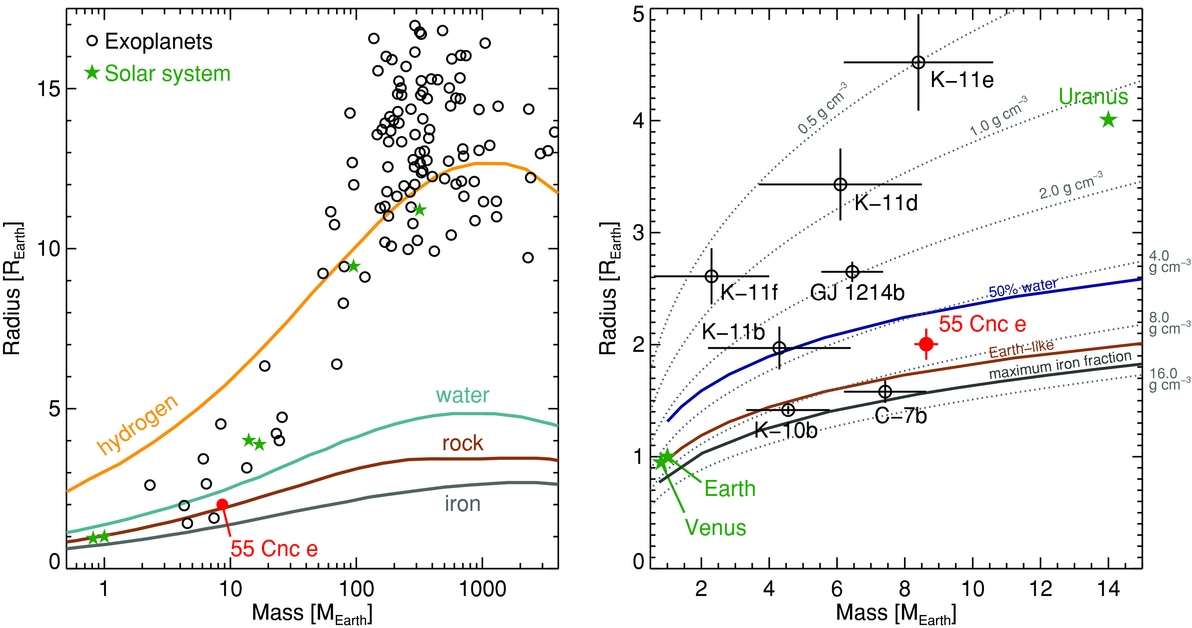 Exoplanets
Solar system
hydrogen
water
rock
iron
55 Cnc e
Radius [R_Earth]
15
10
5
0
1
10
100
1000
Mass [M_Earth]
5
4
3
2
1
0
Radius [R_Earth]
0.5 g cm⁻³
1.0 g cm⁻³
2.0 g cm⁻³
4.0
g cm⁻³
8.0
g cm⁻³
16.0
g cm⁻³
K−11e
Uranus
K−11d
K−11f
GJ 1214b
50% water
K−11b
55 Cnc e
Earth−like
maximum iron fraction
K−10b
C−7b
Earth
Venus
2
4
6
8
10
12
14
Mass [M_Earth]